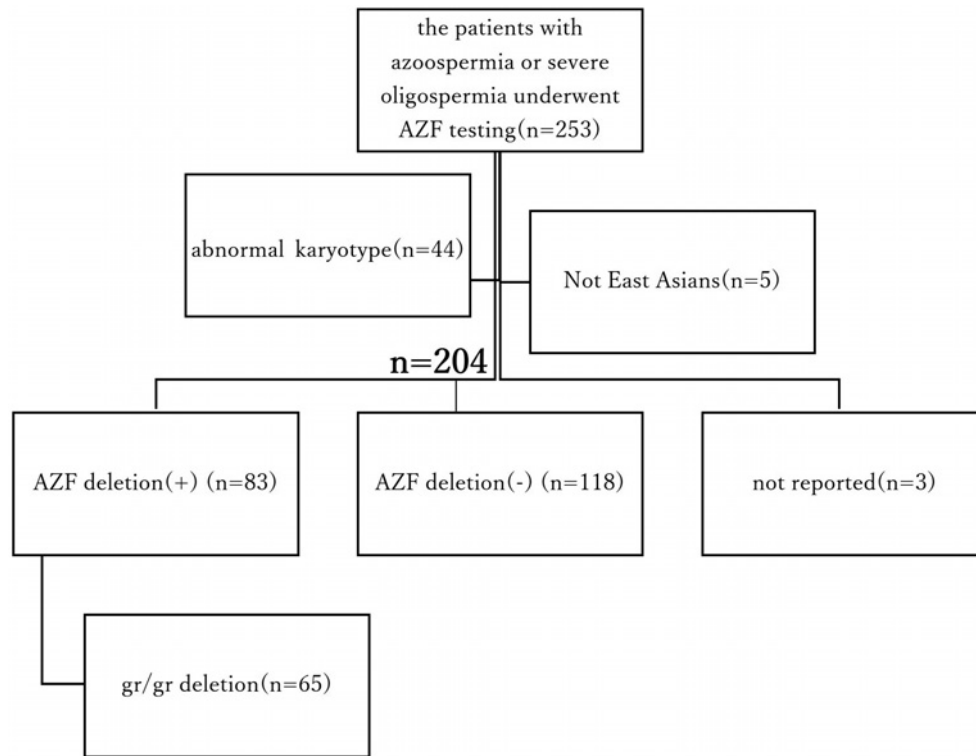 the patients with
azoospermia or severe
oligospermia underwent
AZF testing(n=253)
abnormal karyotype(n=44)
Not East Asians(n=5)
n=204
AZF deletion(+) (n=83)
AZF deletion(-) (n=118)
not reported(n=3)
gr/gr deletion(n=65)